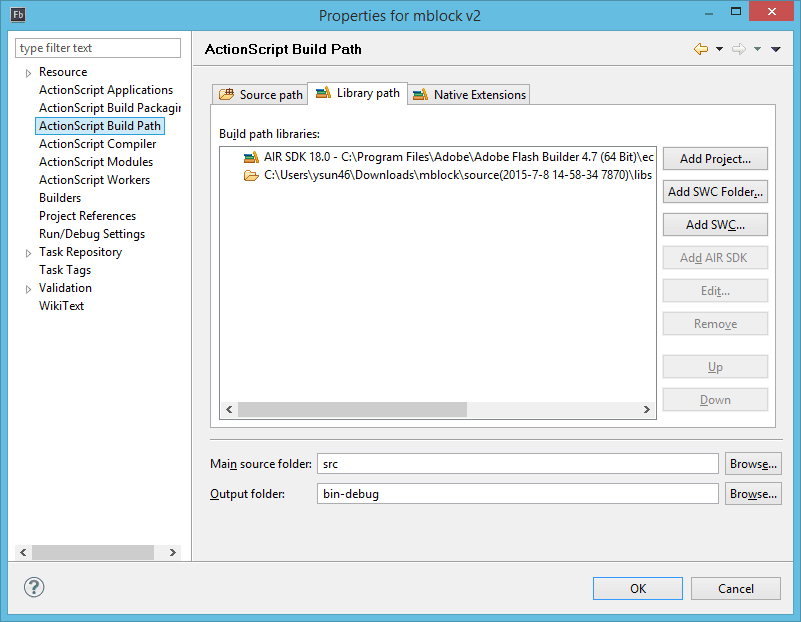 Fb
Properties for mblock v2
type filter text
Resource
ActionScript Applications
ActionScript Build Packagin
ActionScript Build Path
ActionScript Compiler
ActionScript Modules
ActionScript Workers
Builders
Project References
Run/Debug Settings
Task Repository
Task Tags
Validation
WikiText
ActionScript Build Path
Source path
Library path
Native Extensions
Build path libraries:
AIR SDK 18.0 - C:\Program Files\Adobe\Adobe Flash Builder 4.7 (64 Bit)\ec
C:\Users\ysun46\Downloads\mblock\source(2015-7-8 14-58-34 7870)\libs
Add Project...
Add SWC Folder...
Add SWC...
Add AIR SDK
Edit...
Remove
Up
Down
Main source folder: src Browse...
Output folder: bin-debug Browse...
?
OK
Cancel